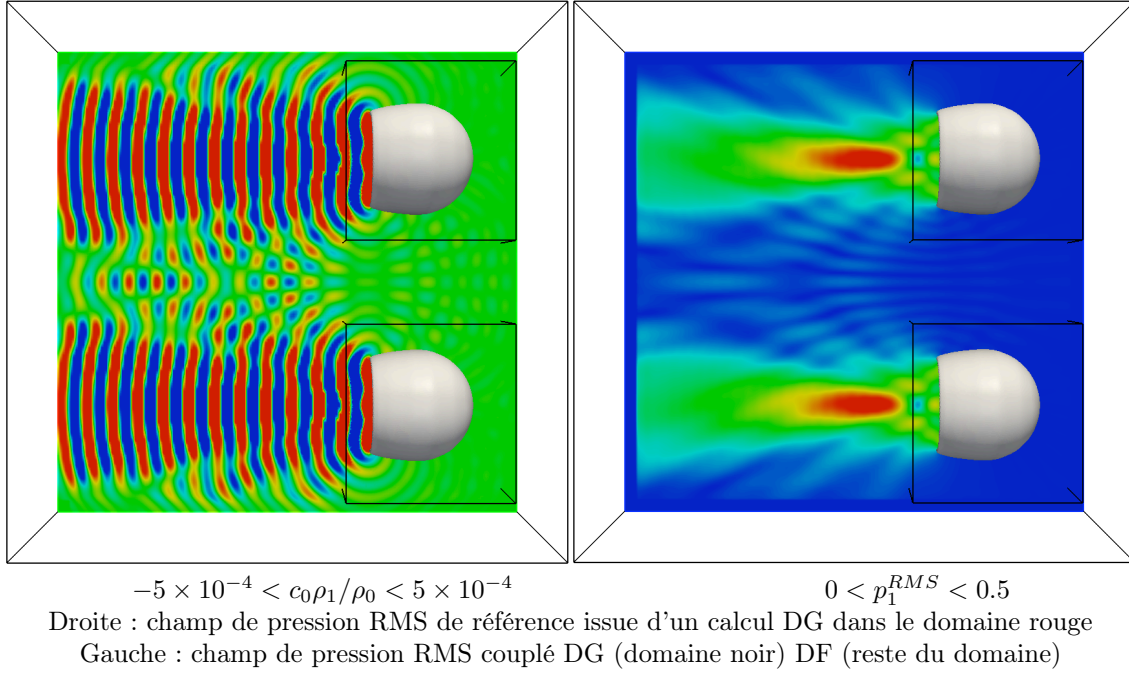 −5 × 10⁻⁴ < c₀ρ₁/ρ₀ < 5 × 10⁻⁴
0 < p₁ᴿᴹˢ < 0.5
Droite : champ de pression RMS de référence issue d'un calcul DG dans le domaine rouge
Gauche : champ de pression RMS couplé DG (domaine noir) DF (reste du domaine)